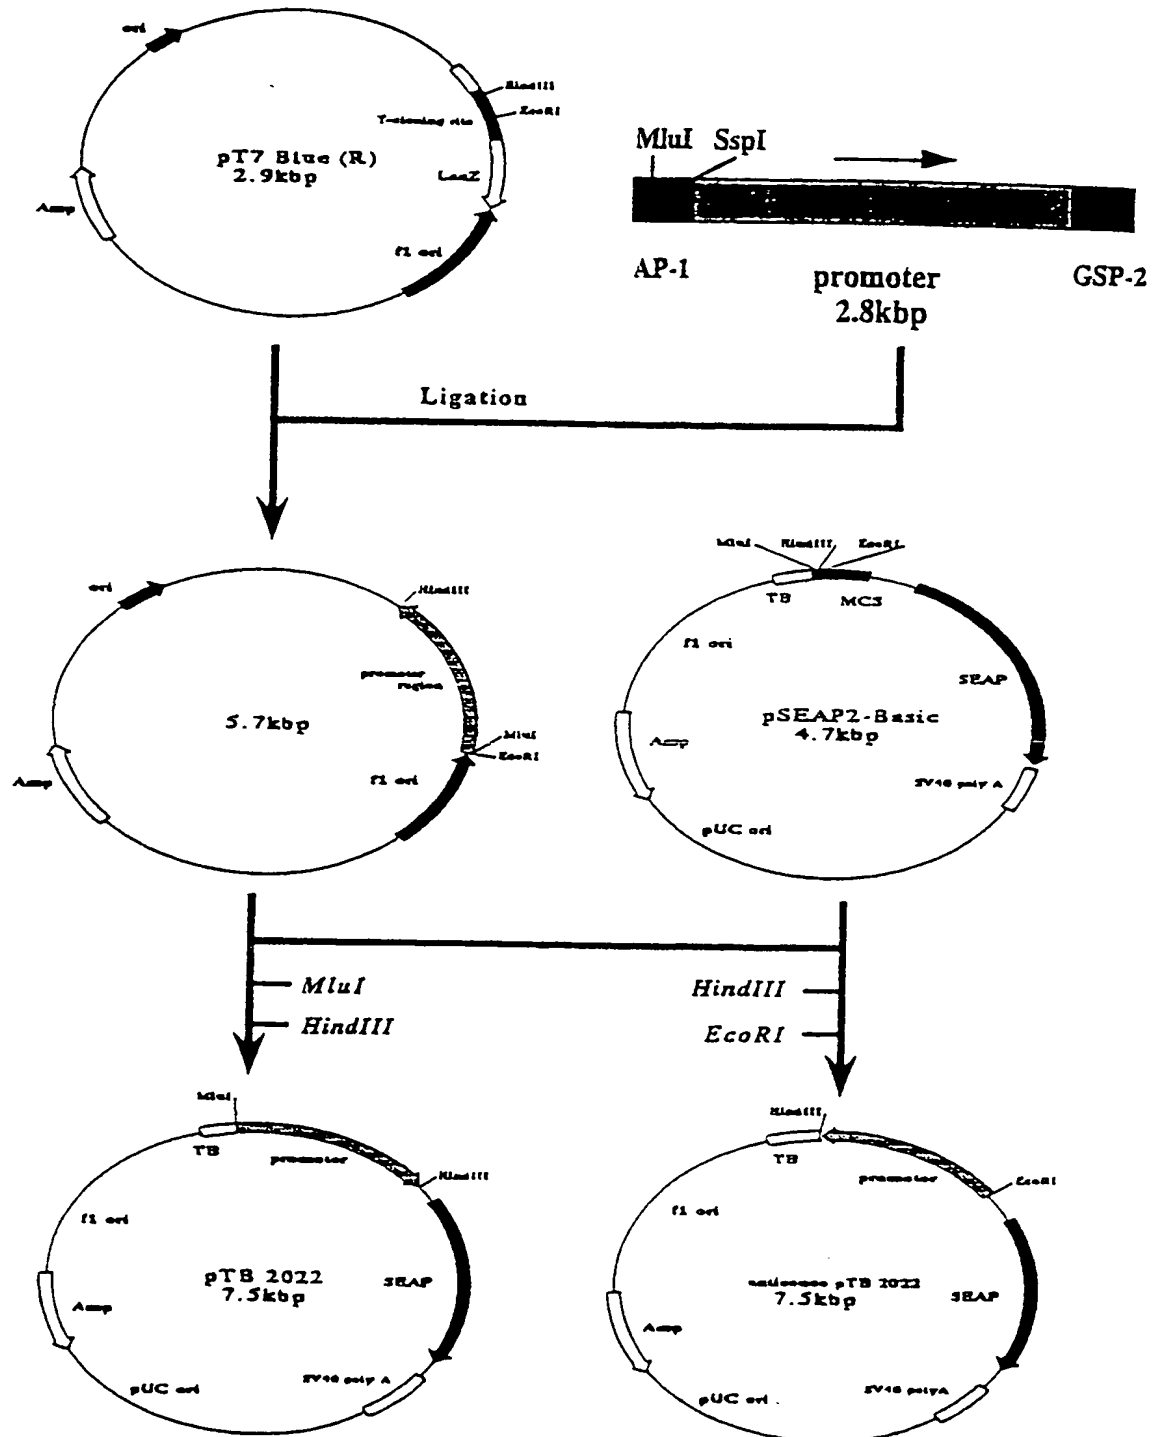 ori
HindIII
EcoRI
T-cloning site
pT7 Blue (R)
2.9kbp
LacZ
Amp
f1 ori
MluI SspI
AP-1
promoter
2.8kbp
GSP-2
Ligation
ori
HindIII
promoter
region
5.7kbp
MluI
EcoRI
Amp
f1 ori
MluI HindIII EcoRI
TB MCS
f1 ori
SEAP
pSEAP2-Basic
4.7kbp
Amp
SV40 poly A
pUC ori
MluI
HindIII
HindIII
EcoRI
MluI
TB
promoter
HindIII
f1 ori
pTB 2022
7.5kbp
SEAP
Amp
SV40 poly A
pUC ori
HindIII
TB
promoter
EcoRI
f1 ori
antisense pTB 2022
7.5kbp
SEAP
Amp
SV40 polyA
pUC ori